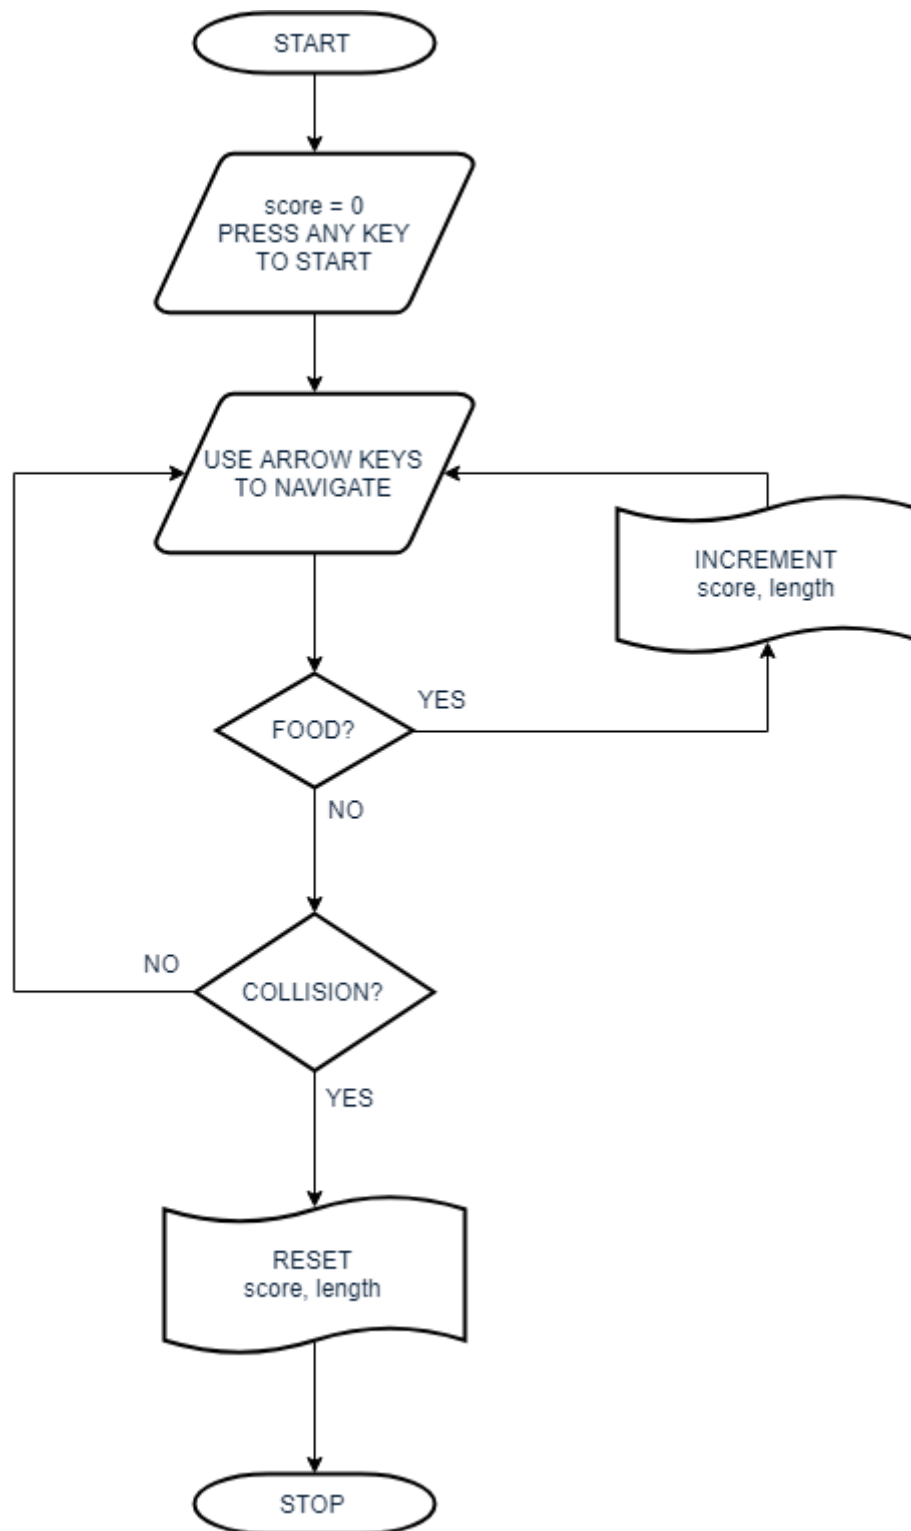 START
score = 0
PRESS ANY KEY
TO START
USE ARROW KEYS
TO NAVIGATE
INCREMENT
score, length
FOOD?
YES
NO
COLLISION?
NO
YES
RESET
score, length
STOP